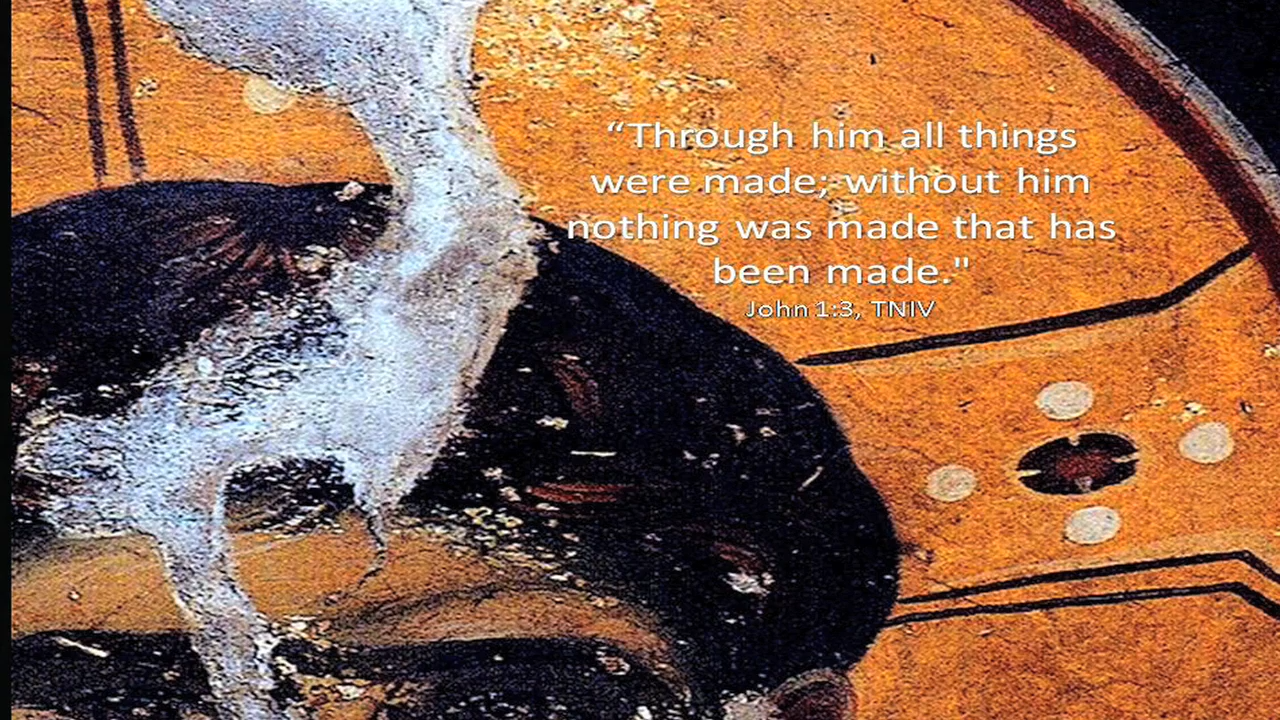 “Through him all things
were made; without him
nothing was made that has
been made."
John 1:3, TNIV